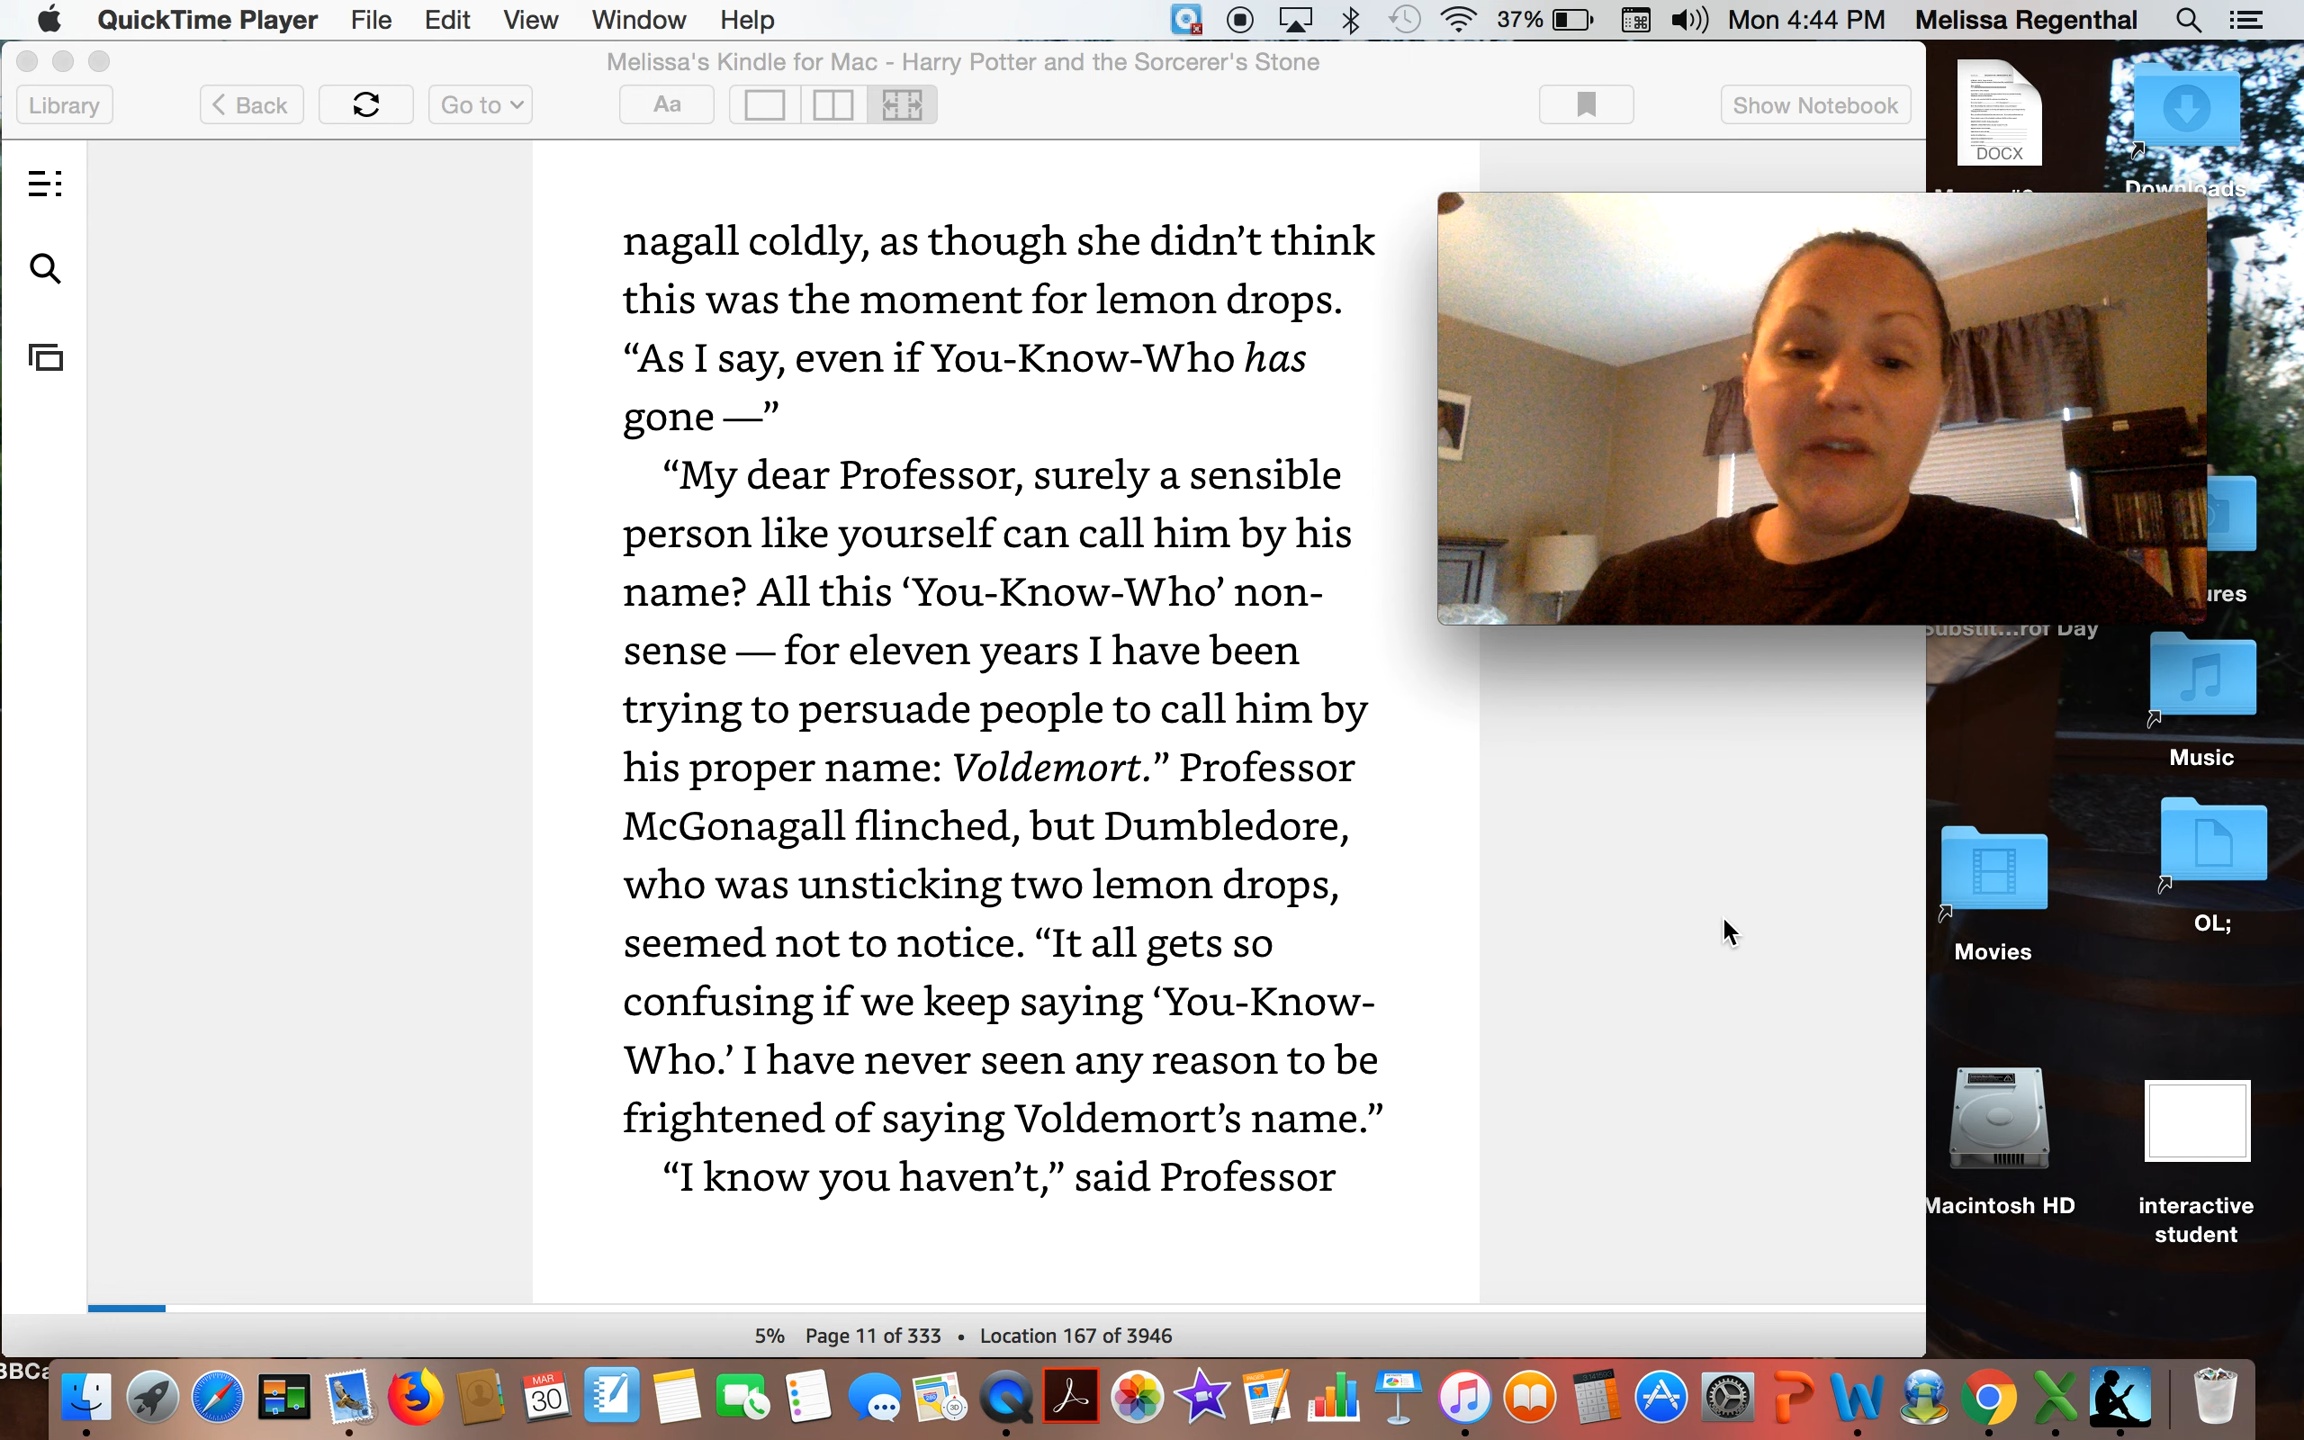 QuickTime Player File Edit View Window Help 37% Mon 4:44 PM Melissa Regenthal
Melissa's Kindle for Mac - Harry Potter and the Sorcerer's Stone
Library Back Go to Aa Show Notebook
DOCX
Downloads
nagall coldly, as though she didn’t think
this was the moment for lemon drops.
“As I say, even if You-Know-Who has
gone —”
“My dear Professor, surely a sensible
person like yourself can call him by his
name? All this ‘You-Know-Who’ non-
sense — for eleven years I have been
trying to persuade people to call him by
his proper name: Voldemort.” Professor
McGonagall flinched, but Dumbledore,
who was unsticking two lemon drops,
seemed not to notice. “It all gets so
confusing if we keep saying ‘You-Know-
Who.’ I have never seen any reason to be
frightened of saying Voldemort’s name.”
“I know you haven’t,” said Professor
ures
Substit...rof Day
Music
OL;
Movies
Macintosh HD
interactive
student
5% Page 11 of 333 • Location 167 of 3946
MAR
30